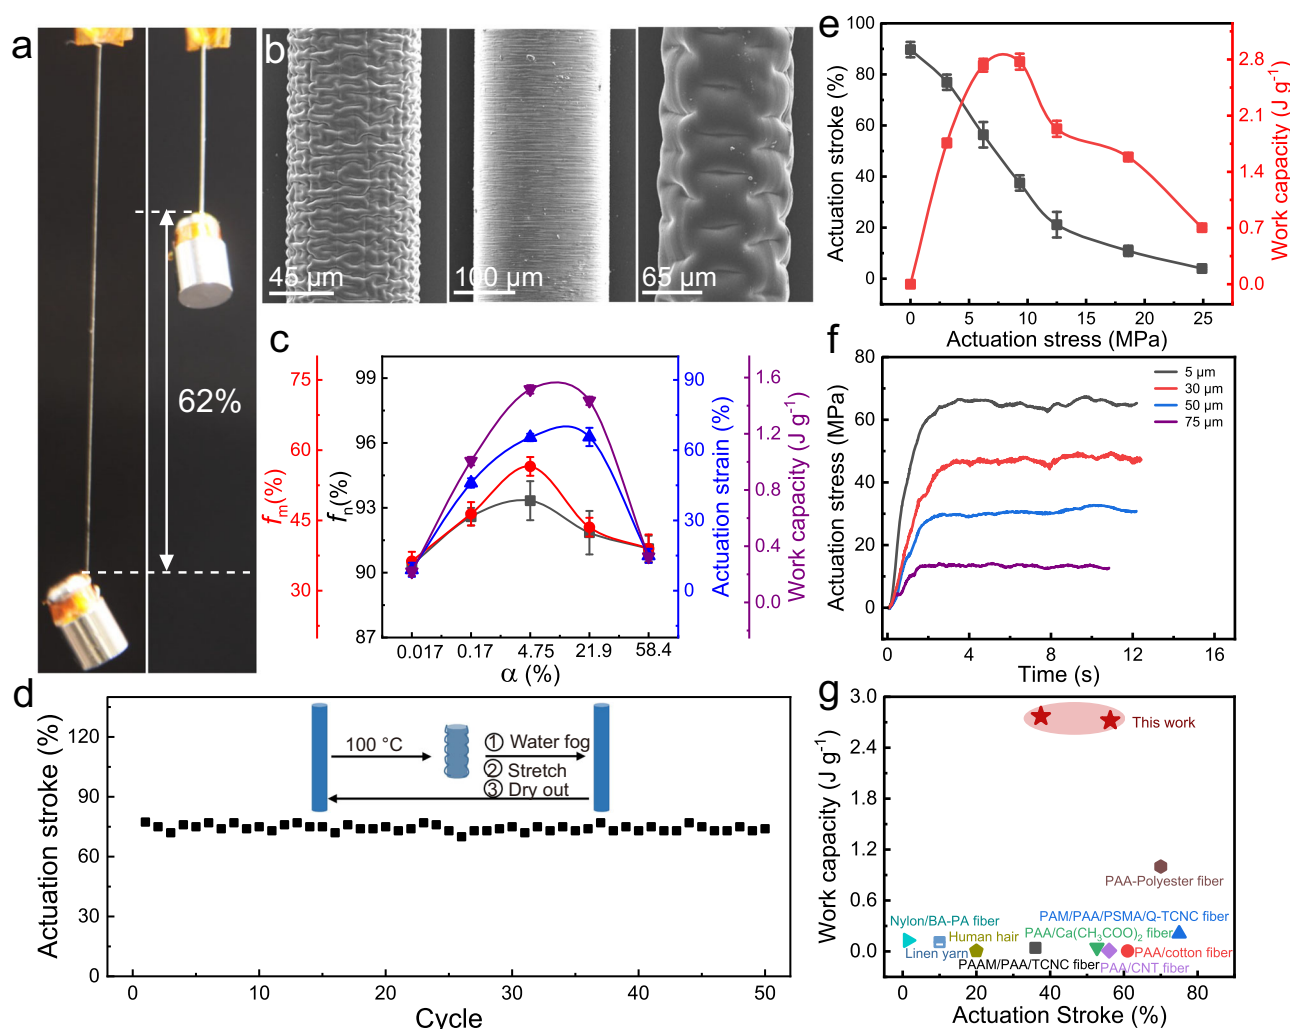 a
62%
b
45 µm
100 µm
65 µm
c
f_m(%)
75
60
45
30
f_n(%)
99
96
93
90
87
0.017
0.17
4.75
21.9
58.4
α (%)
90
60
30
0
Actuation strain (%)
1.6
1.2
0.8
0.4
0.0
Work capacity (J g⁻¹)
d
Actuation stroke (%)
120
90
60
30
0
0
10
20
30
40
50
Cycle
100 °C
① Water fog
② Stretch
③ Dry out
e
Actuation stroke (%)
100
80
60
40
20
0
0
5
10
15
20
25
Actuation stress (MPa)
2.8
2.1
1.4
0.7
0.0
Work capacity (J g⁻¹)
f
Actuation stress (MPa)
80
60
40
20
0
0
4
8
12
16
Time (s)
5 µm
30 µm
50 µm
75 µm
g
Work capacity (J g⁻¹)
3.0
2.4
1.8
1.2
0.6
0.0
0
20
40
60
80
Actuation Stroke (%)
This work
PAA-Polyester fiber
Nylon/BA-PA fiber
PAM/PAA/PSMA/Q-TCNC fiber
Human hair
PAA/Ca(CH₃COO)₂ fiber
Linen yarn
PAA/cotton fiber
PAAM/PAA/TCNC fiber
PAA/CNT fiber